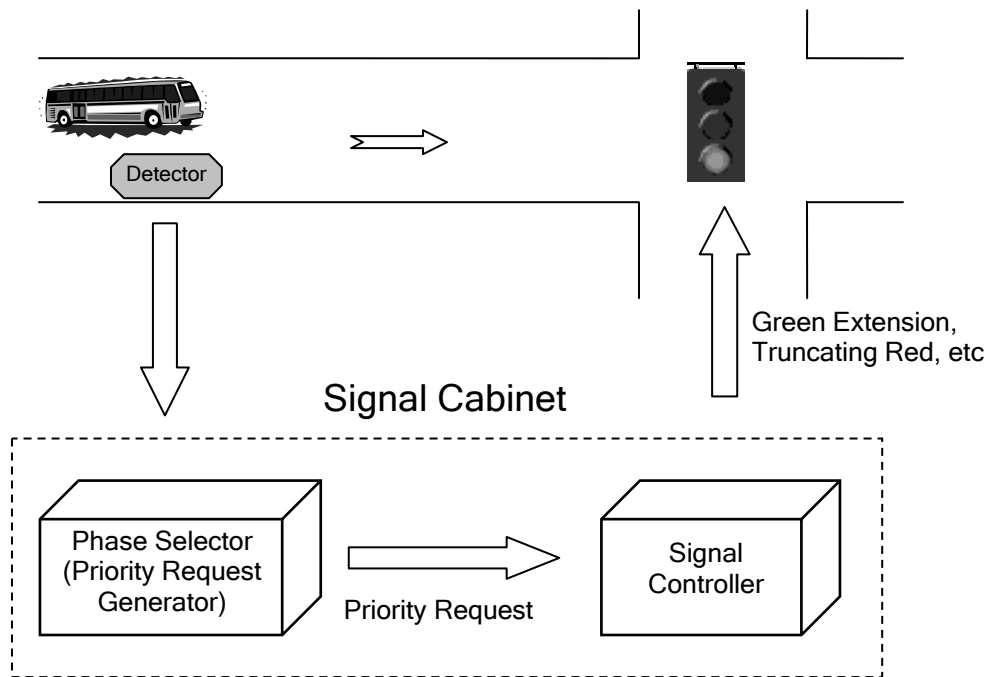 Detector
Green Extension,
Truncating Red, etc
Signal Cabinet
Phase Selector
(Priority Request
Generator)
Priority Request
Signal
Controller